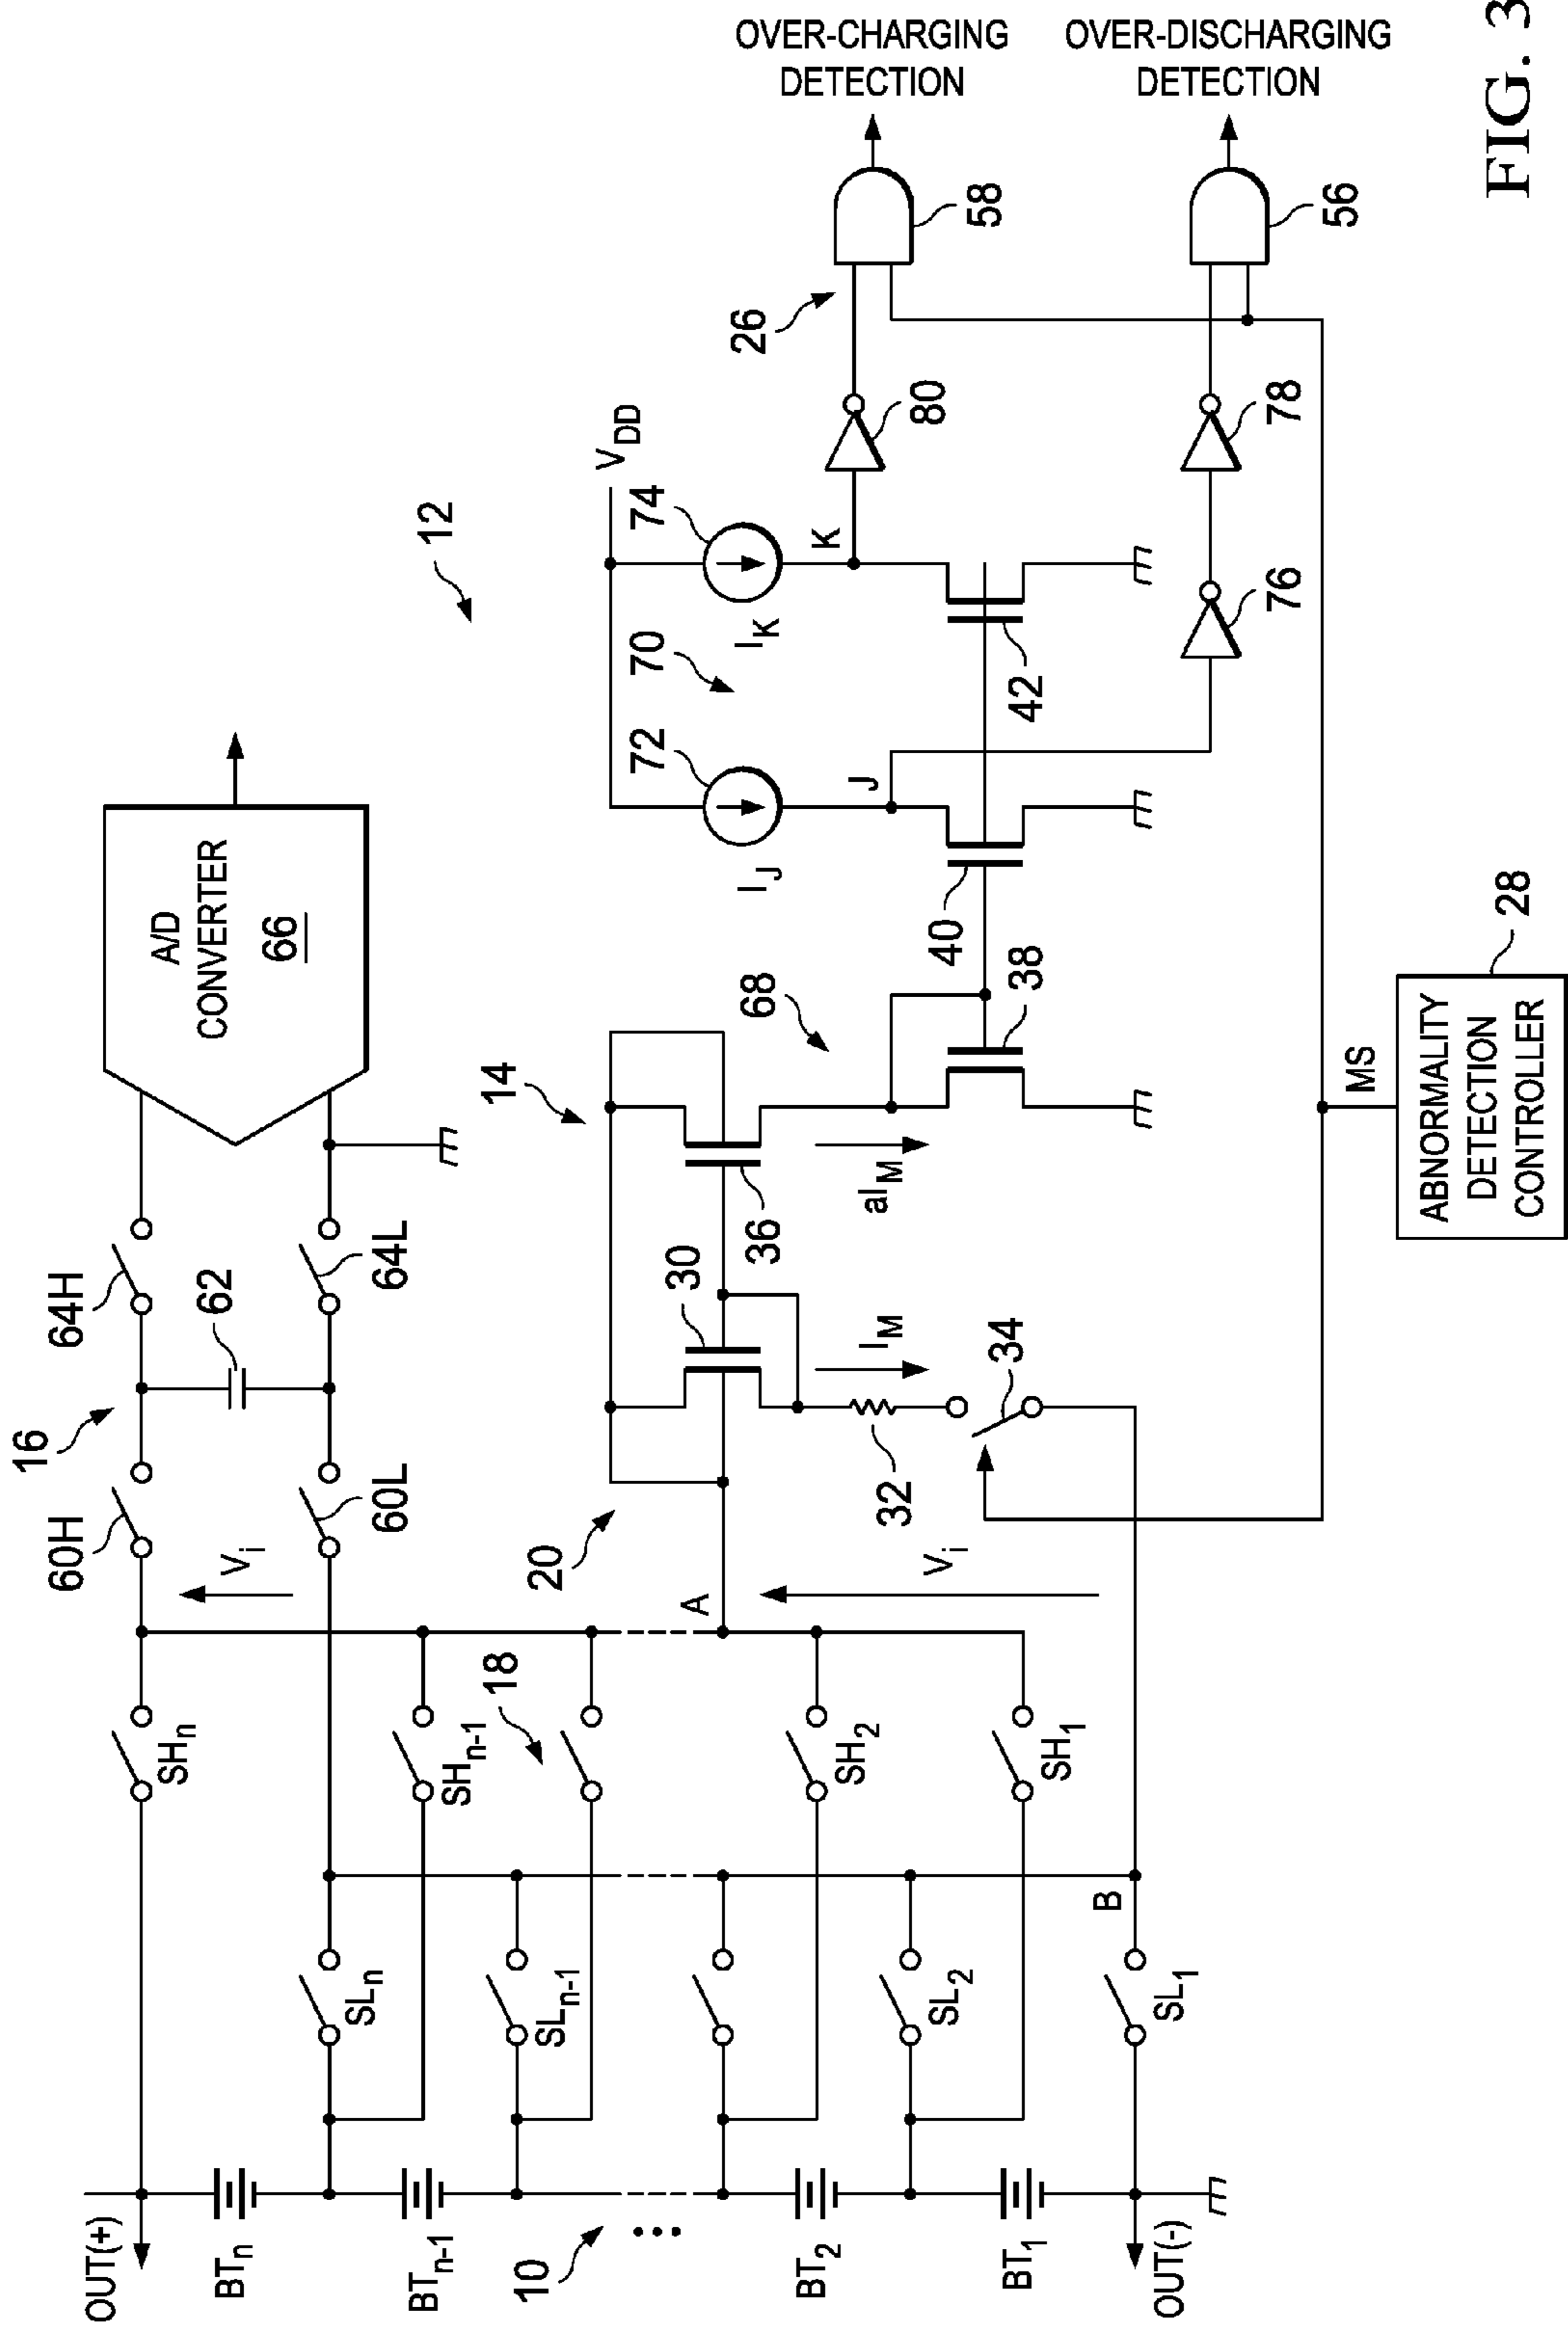 OUT(+)
BTn
BTn-1
10
BT2
BT1
OUT(-)
SLn
SLn-1
SL2
SL1
B
SHn
SHn-1
18
SH2
SH1
60H
Vi
60L
A
Vi
16
20
62
64H
64L
30
36
32
IM
34
14
aIM
68
38
MS
ABNORMALITY
DETECTION
CONTROLLER
28
A/D
CONVERTER
66
12
72
IJ
J
40
70
74
IK
K
42
VDD
76
78
80
26
58
56
OVER-CHARGING
DETECTION
OVER-DISCHARGING
DETECTION
FIG. 3